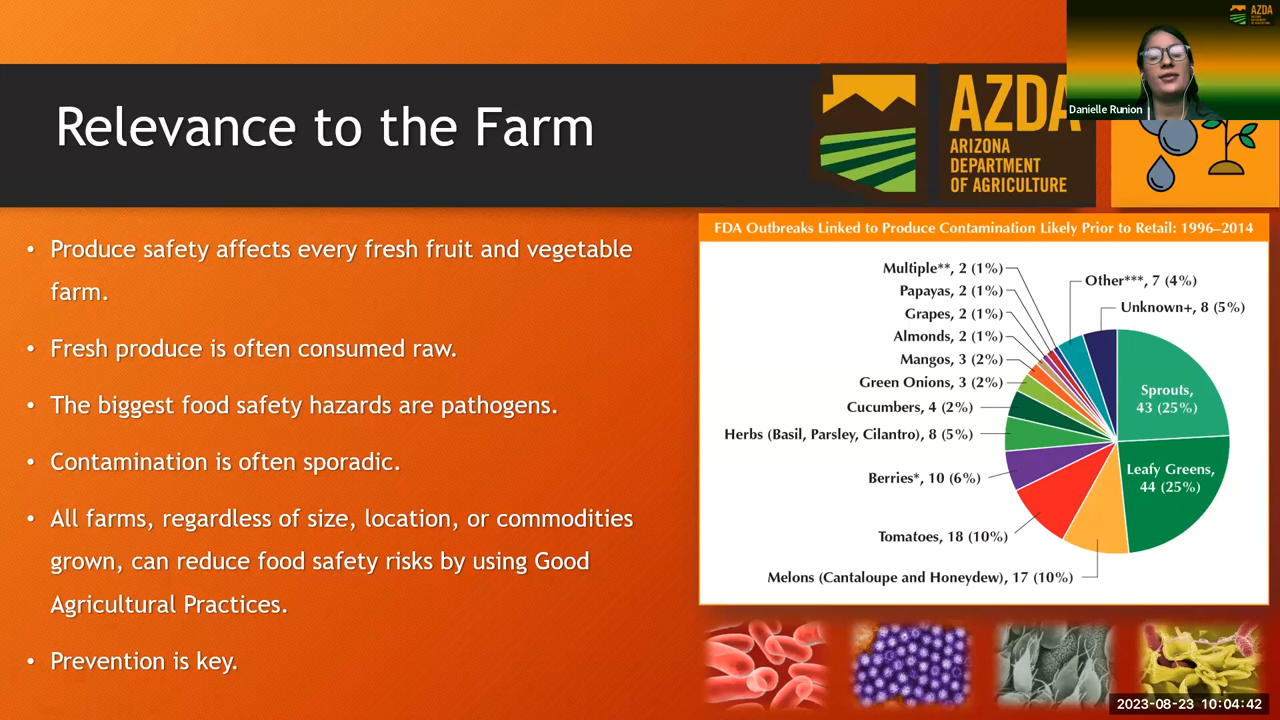 AZDA
Danielle Runion
Relevance to the Farm
AZDA
ARIZONA
DEPARTMENT
OF AGRICULTURE
• Produce safety affects every fresh fruit and vegetable
farm.
• Fresh produce is often consumed raw.
• The biggest food safety hazards are pathogens.
• Contamination is often sporadic.
• All farms, regardless of size, location, or commodities
grown, can reduce food safety risks by using Good
Agricultural Practices.
• Prevention is key.
FDA Outbreaks Linked to Produce Contamination Likely Prior to Retail: 1996–2014
Multiple**, 2 (1%)
Papayas, 2 (1%)
Grapes, 2 (1%)
Almonds, 2 (1%)
Mangos, 3 (2%)
Green Onions, 3 (2%)
Cucumbers, 4 (2%)
Herbs (Basil, Parsley, Cilantro), 8 (5%)
Berries*, 10 (6%)
Tomatoes, 18 (10%)
Melons (Cantaloupe and Honeydew), 17 (10%)
Other***, 7 (4%)
Unknown+, 8 (5%)
Sprouts,
43 (25%)
Leafy Greens,
44 (25%)
2023-08-23 10:04:42